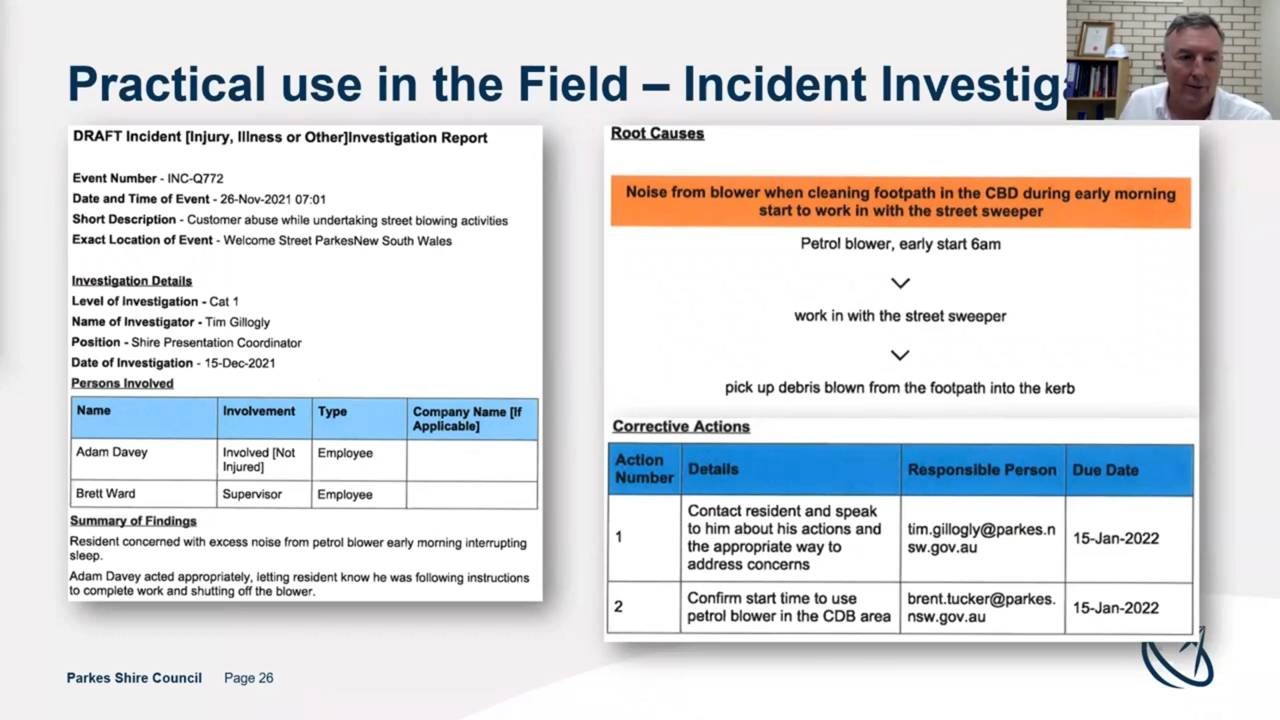 Practical use in the Field – Incident Investig
DRAFT Incident [Injury, Illness or Other]Investigation Report
Event Number - INC-Q772
Date and Time of Event - 26-Nov-2021 07:01
Short Description - Customer abuse while undertaking street blowing activities
Exact Location of Event - Welcome Street ParkesNew South Wales
Investigation Details
Level of Investigation - Cat 1
Name of Investigator - Tim Gillogly
Position - Shire Presentation Coordinator
Date of Investigation - 15-Dec-2021
Persons Involved
Name Involvement Type Company Name [If
Applicable]
Adam Davey Involved [Not Employee
Injured]
Brett Ward Supervisor Employee
Summary of Findings
Resident concerned with excess noise from petrol blower early morning interrupting
sleep.
Adam Davey acted appropriately, letting resident know he was following instructions
to complete work and shutting off the blower.
Root Causes
Noise from blower when cleaning footpath in the CBD during early morning
start to work in with the street sweeper
Petrol blower, early start 6am
work in with the street sweeper
pick up debris blown from the footpath into the kerb
Corrective Actions
Action
Number Details Responsible Person Due Date
1 Contact resident and speak
to him about his actions and
the appropriate way to
address concerns
tim.gillogly@parkes.n
sw.gov.au
15-Jan-2022
2 Confirm start time to use
petrol blower in the CDB area
brent.tucker@parkes.
nsw.gov.au
15-Jan-2022
Parkes Shire Council Page 26